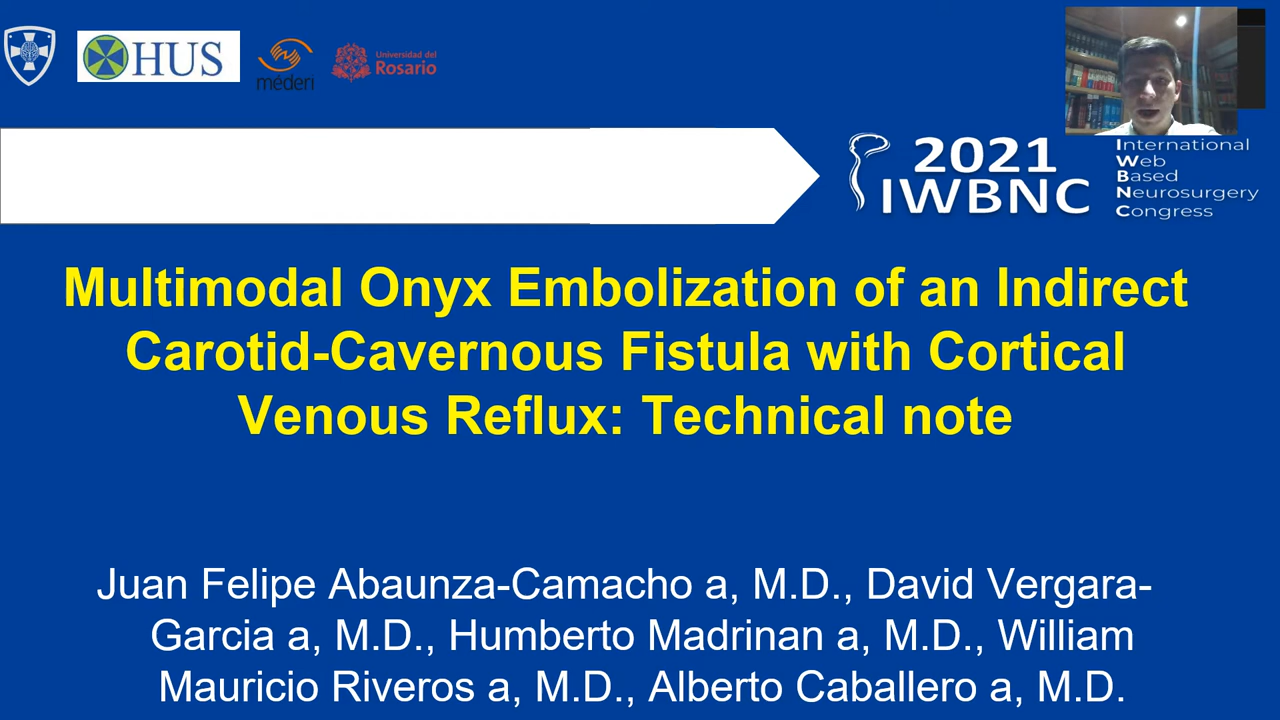 HUS
méderi
Universidad del
Rosario
2021
IWBNC
International
Web
Based
Neurosurgery
Congress
Multimodal Onyx Embolization of an Indirect
Carotid-Cavernous Fistula with Cortical
Venous Reflux: Technical note
Juan Felipe Abaunza-Camacho a, M.D., David Vergara-
Garcia a, M.D., Humberto Madrinan a, M.D., William
Mauricio Riveros a, M.D., Alberto Caballero a, M.D.